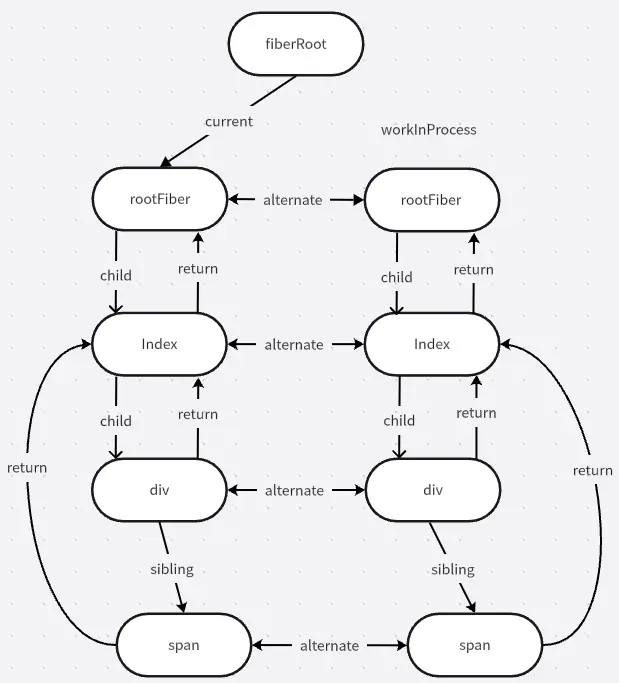 fiberRoot
current
workInProcess
rootFiber
alternate
rootFiber
child
return
child
return
Index
alternate
Index
child
return
child
return
return
return
div
alternate
div
sibling
sibling
span
alternate
span